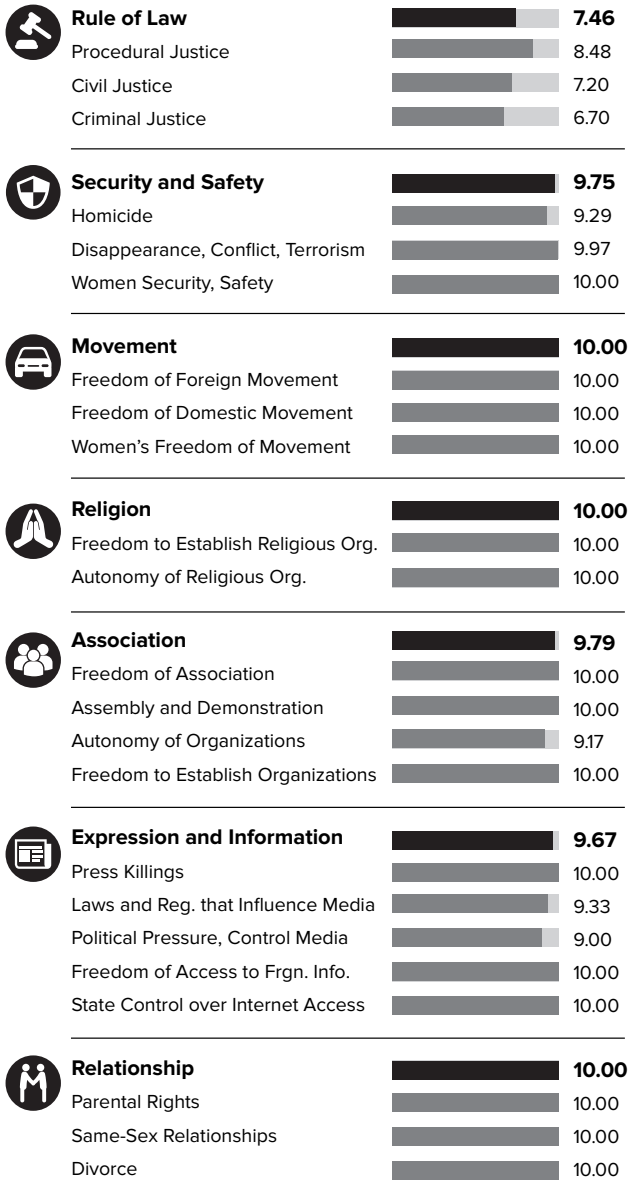 Rule of Law 7.46
Procedural Justice 8.48
Civil Justice 7.20
Criminal Justice 6.70
Security and Safety 9.75
Homicide 9.29
Disappearance, Conflict, Terrorism 9.97
Women Security, Safety 10.00
Movement 10.00
Freedom of Foreign Movement 10.00
Freedom of Domestic Movement 10.00
Women’s Freedom of Movement 10.00
Religion 10.00
Freedom to Establish Religious Org. 10.00
Autonomy of Religious Org. 10.00
Association 9.79
Freedom of Association 10.00
Assembly and Demonstration 10.00
Autonomy of Organizations 9.17
Freedom to Establish Organizations 10.00
Expression and Information 9.67
Press Killings 10.00
Laws and Reg. that Influence Media 9.33
Political Pressure, Control Media 9.00
Freedom of Access to Frgn. Info. 10.00
State Control over Internet Access 10.00
Relationship 10.00
Parental Rights 10.00
Same-Sex Relationships 10.00
Divorce 10.00